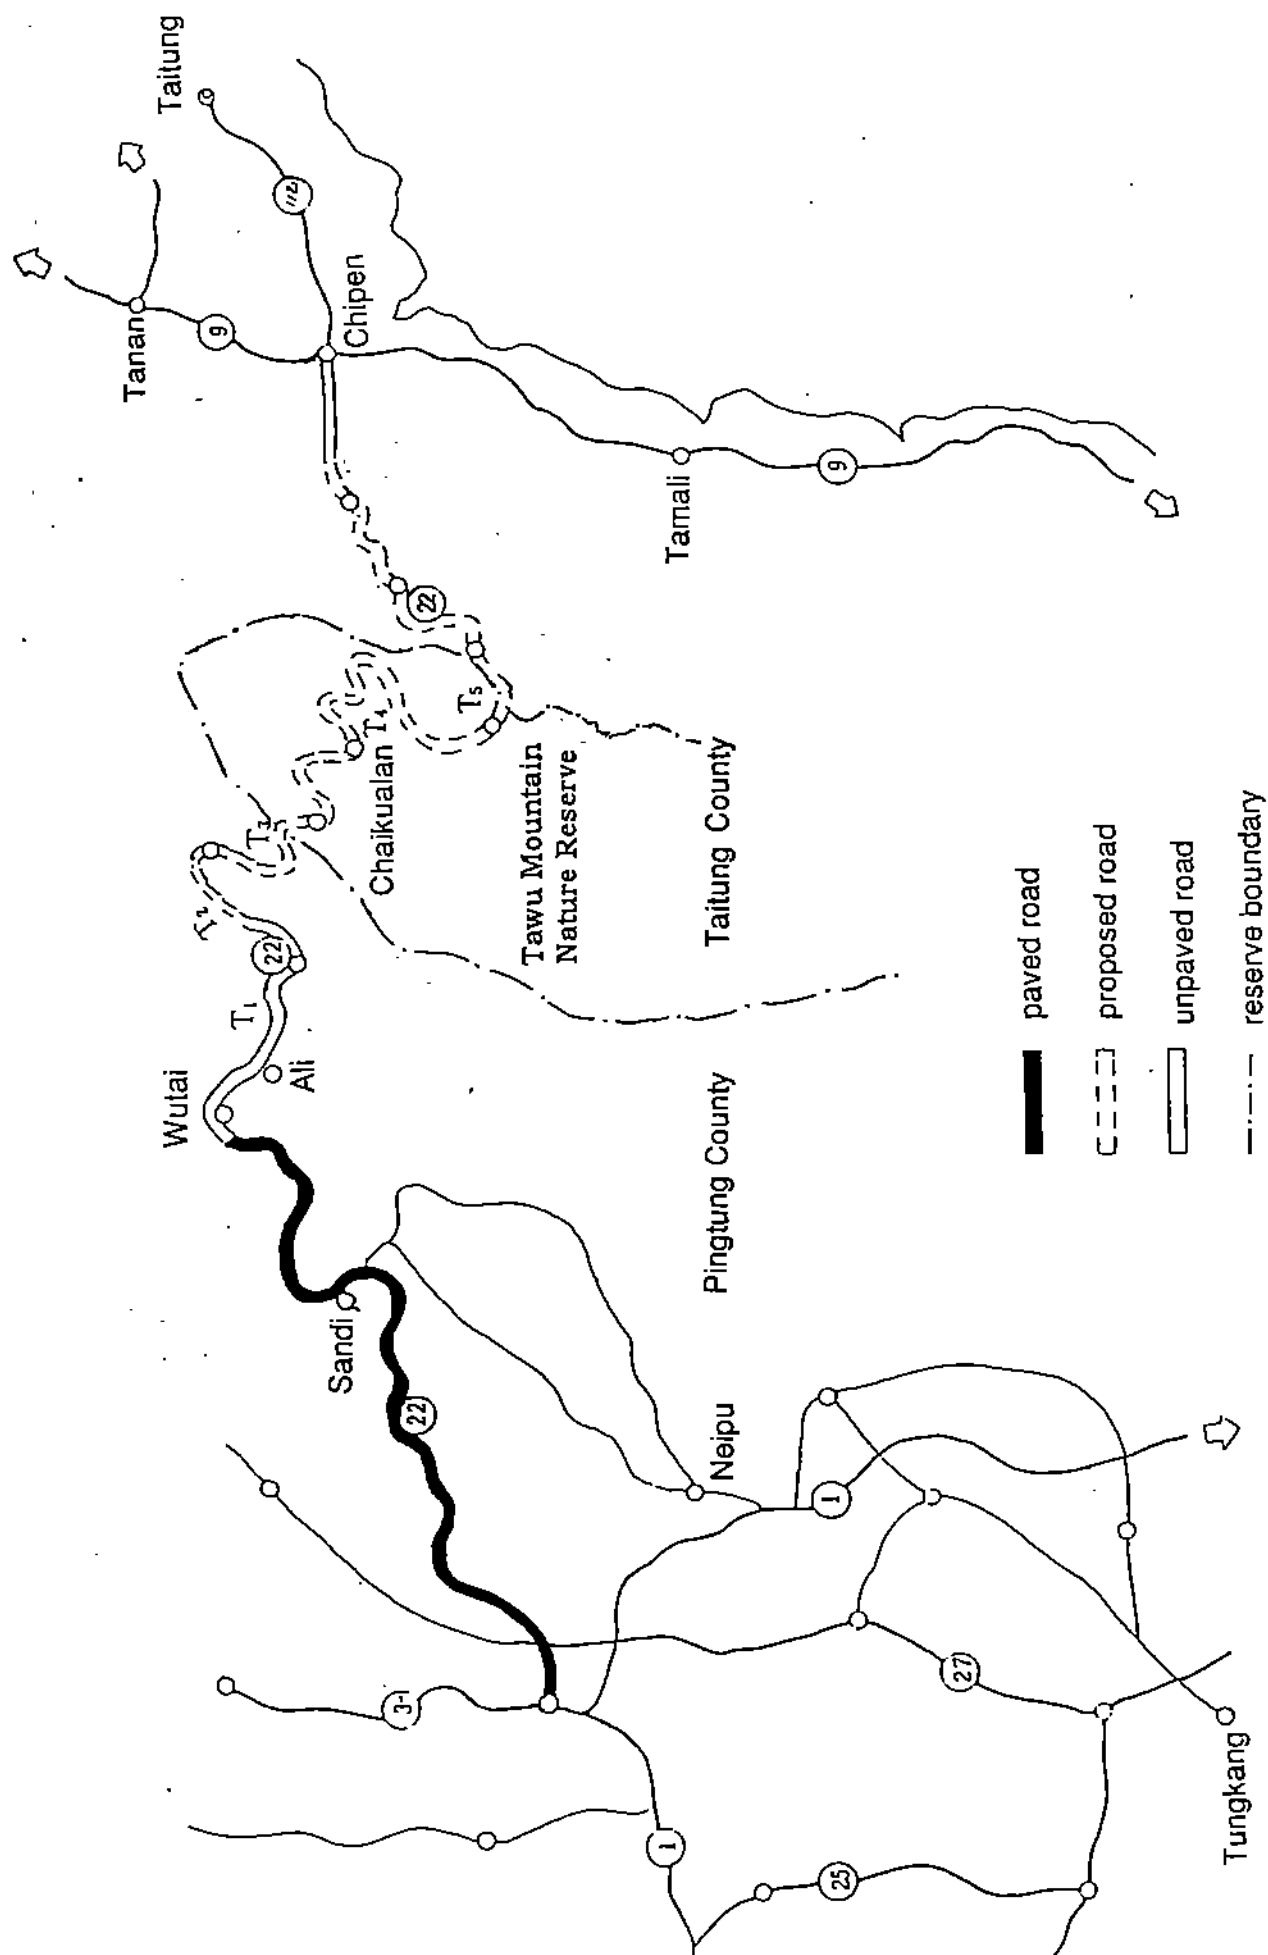 Taitung
112
Tanan
9
Chipen
Tamali
9
22
T5
T4
Chaikualan
T3
T2
22
T1
Tawu Mountain
Nature Reserve
Taitung County
Wutai
Ali
Sandi
22
Pingtung County
Neipu
1
3-1
27
1
25
Tungkang
paved road
proposed road
unpaved road
reserve boundary